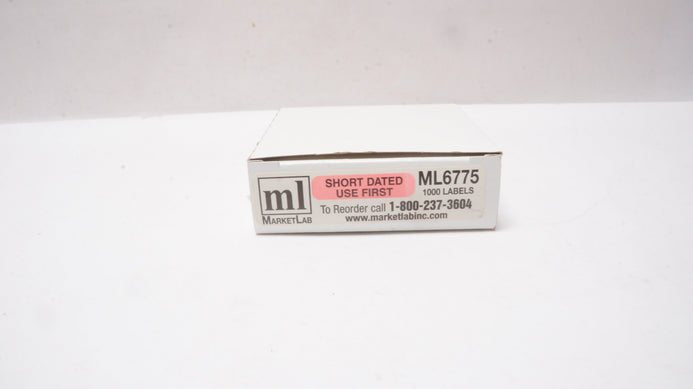 ml
MARKETLAB
SHORT DATED
USE FIRST
ML6775
1000 LABELS
To Reorder call 1-800-237-3604
www.marketlabinc.com